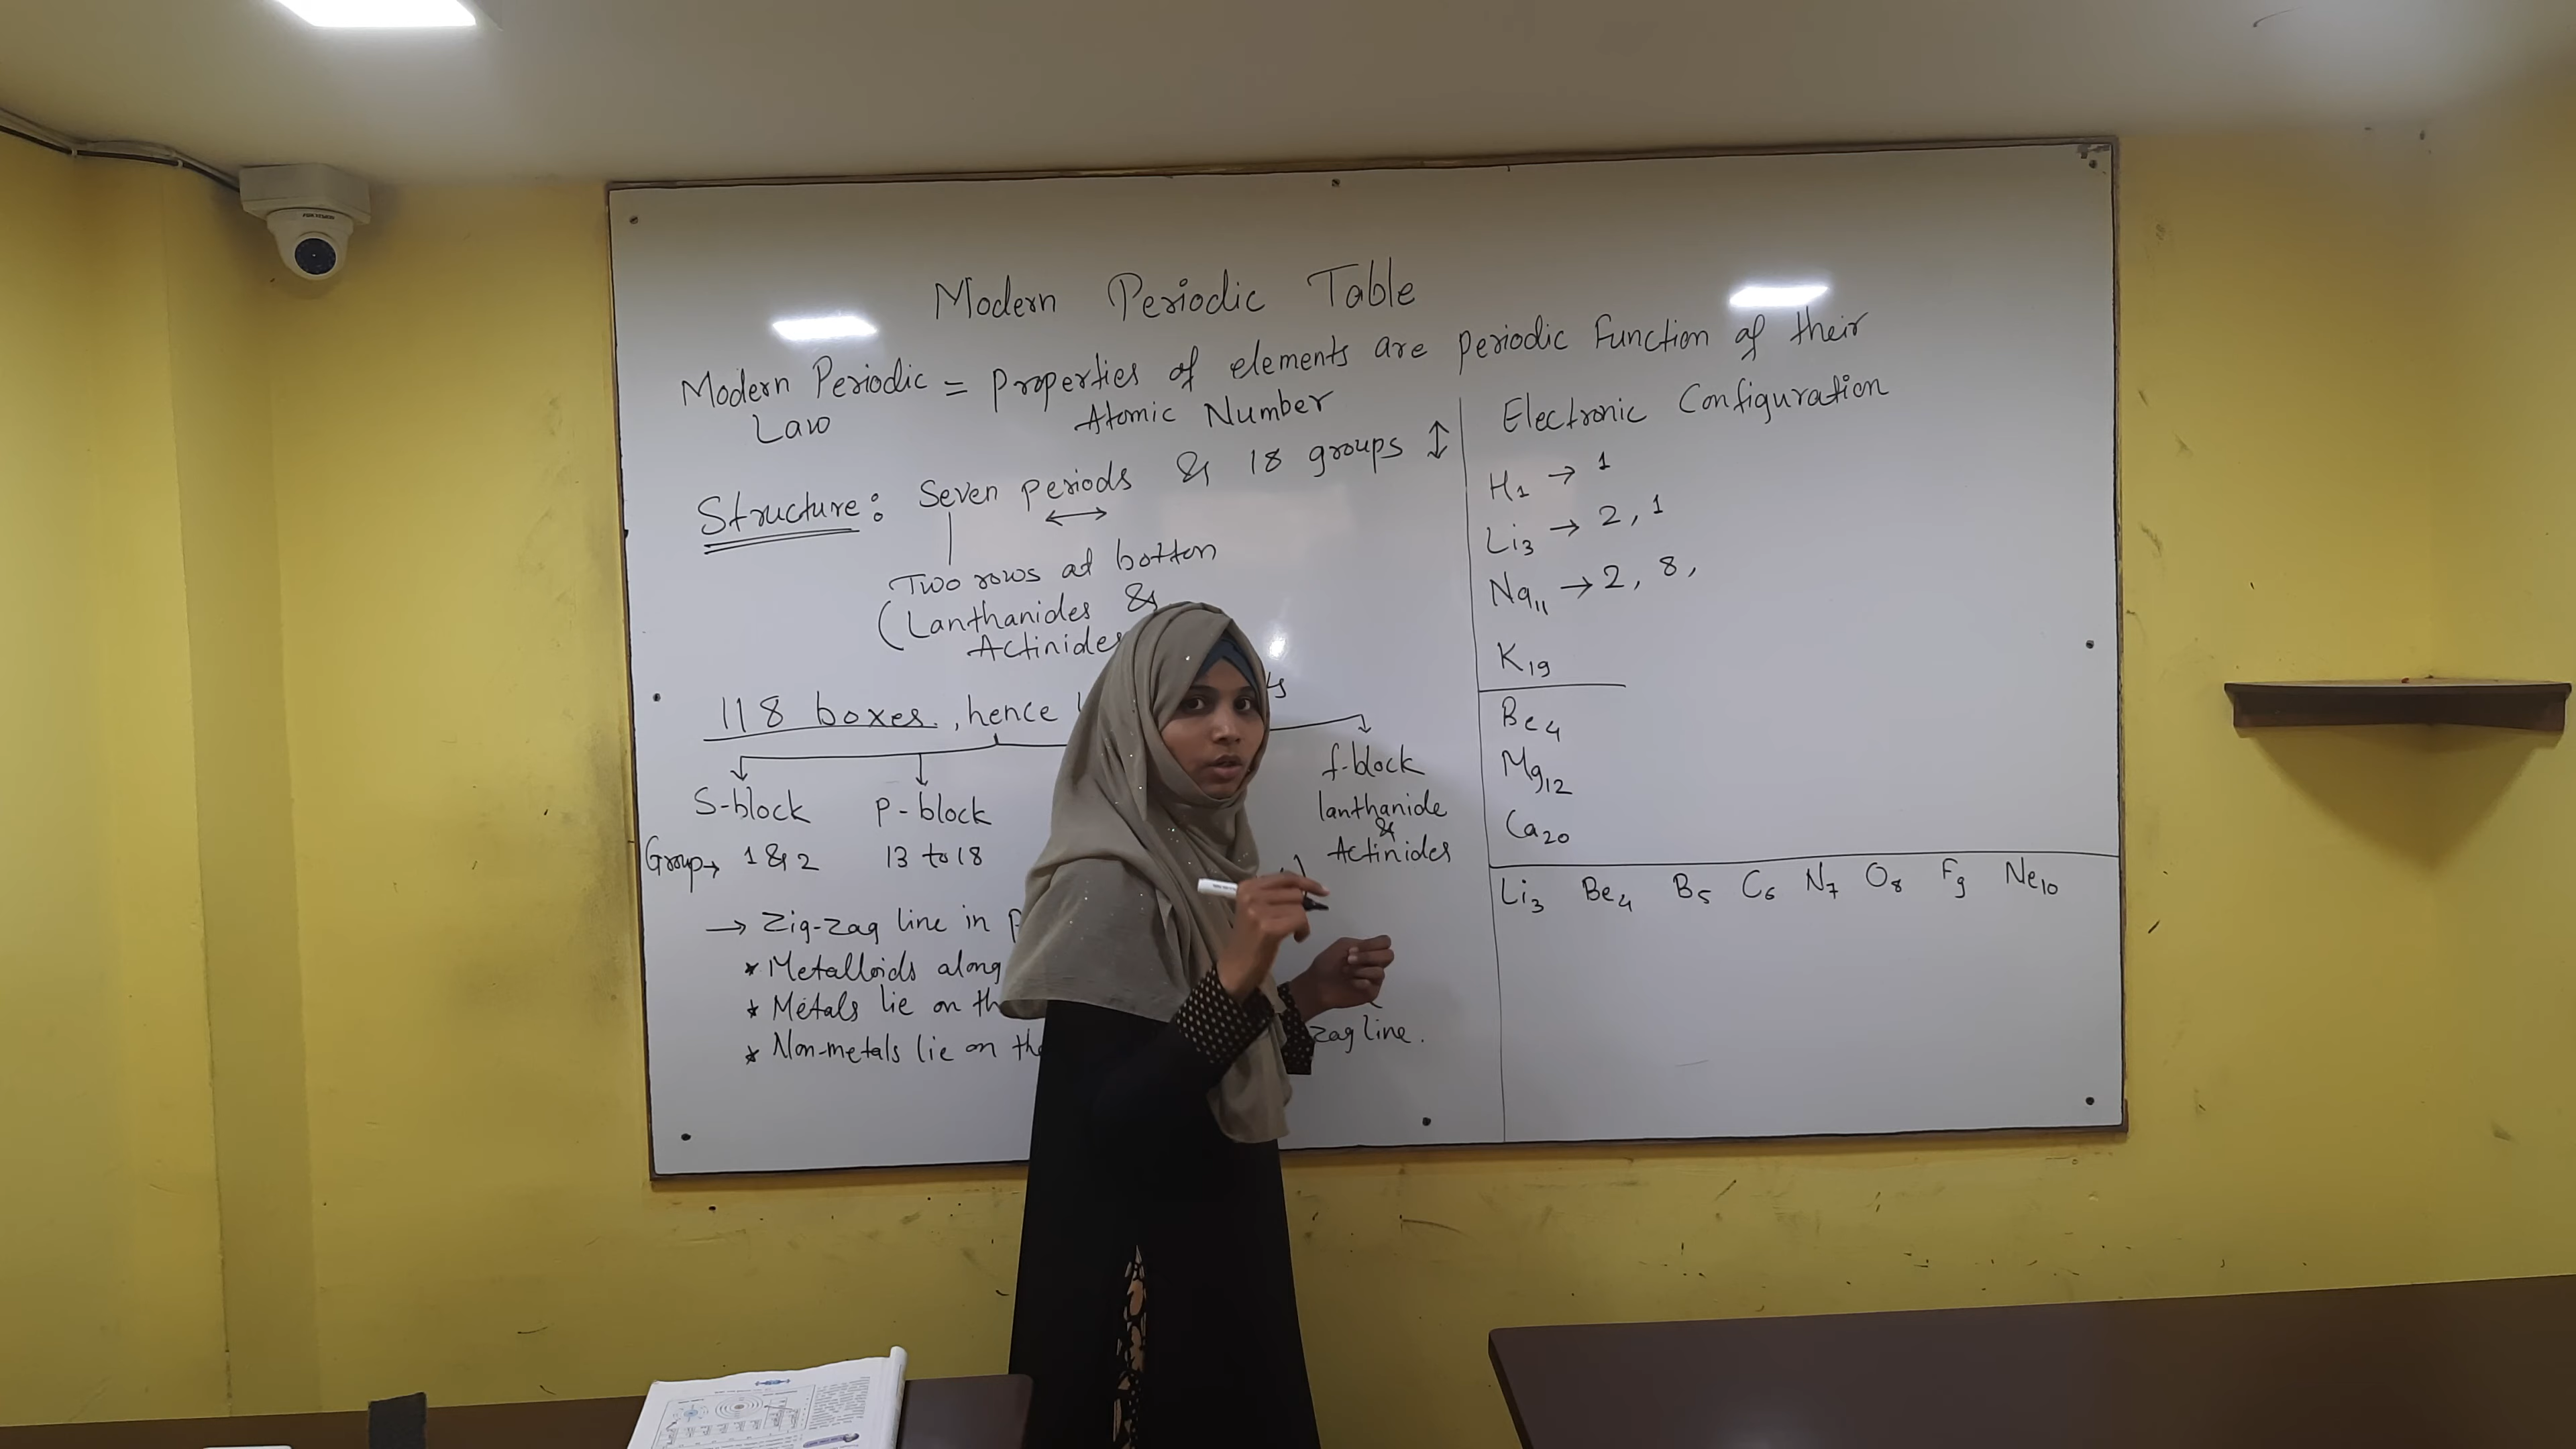 Modern Periodic Table
Modern Periodic = Properties of elements are periodic Function of their
Law Atomic Number
Structure: Seven periods & 18 groups
Two rows at bottom
(Lanthanides &
Actinides
118 boxes, hence
S-block P-block f-block
lanthanide
&
Actinides
Group→ 1 & 2 13 to 18
→ Zig-zag line in
* Metalloids along
* Metals lie on
* Non-metals lie on zag line.
Electronic Configuration
H1 → 1
Li3 → 2, 1
Na11 → 2, 8,
K19
Be4
Mg12
Ca20
Li3 Be4 B5 C6 N7 O8 F9 Ne10